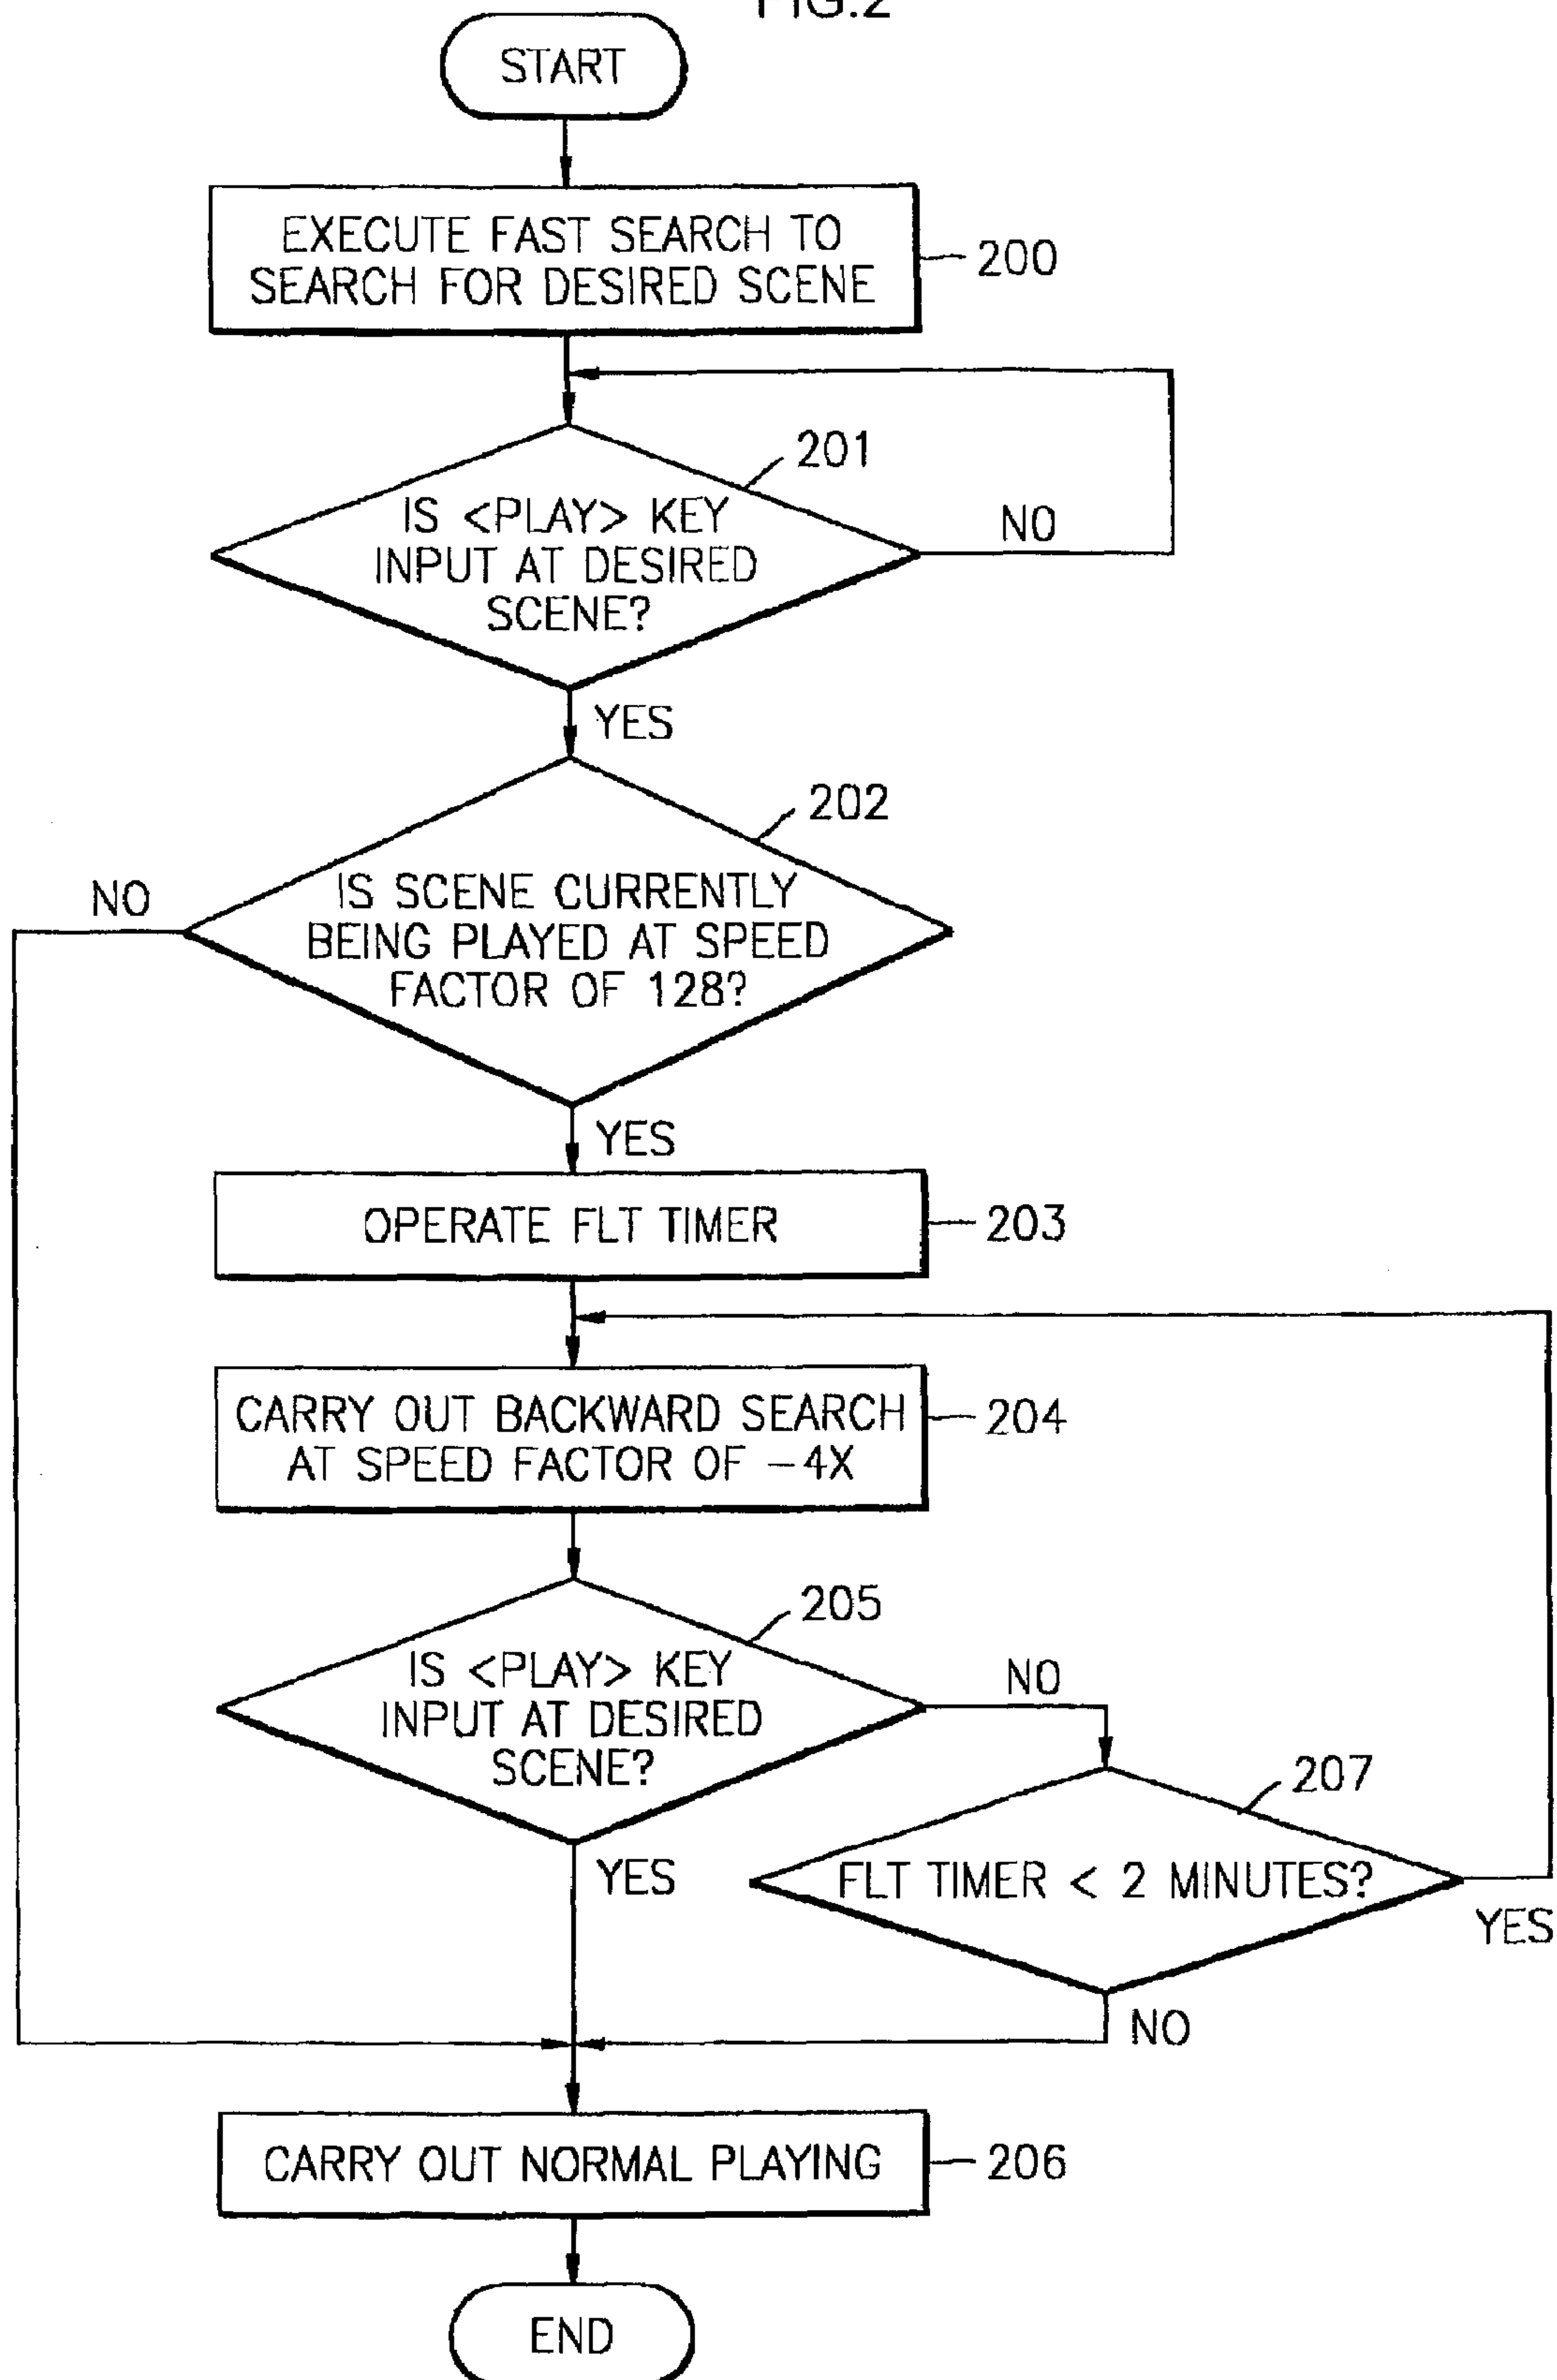 FIG.2
START
EXECUTE FAST SEARCH TO
SEARCH FOR DESIRED SCENE
200
201
IS <PLAY> KEY
INPUT AT DESIRED
SCENE?
NO
YES
202
NO
IS SCENE CURRENTLY
BEING PLAYED AT SPEED
FACTOR OF 128?
YES
OPERATE FLT TIMER
203
CARRY OUT BACKWARD SEARCH
AT SPEED FACTOR OF -4X
204
205
IS <PLAY> KEY
INPUT AT DESIRED
SCENE?
NO
YES
207
FLT TIMER < 2 MINUTES?
YES
NO
CARRY OUT NORMAL PLAYING
206
END